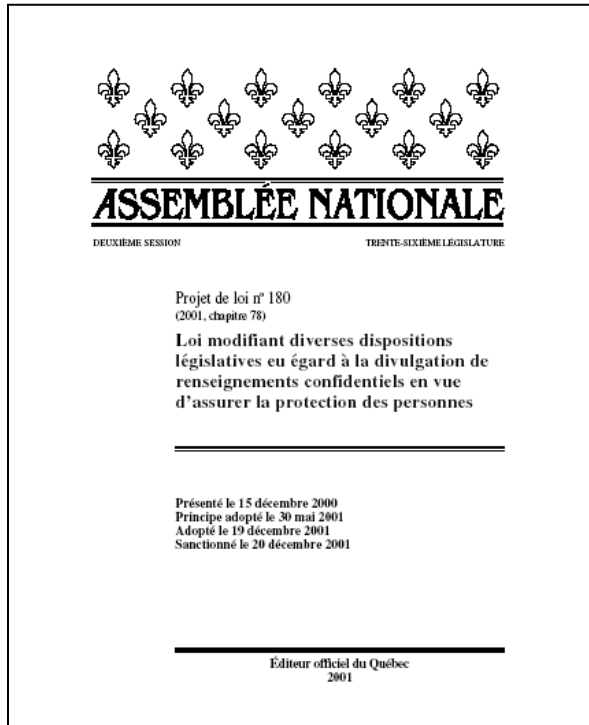 ASSEMBLÉE NATIONALE
DEUXIÈME SESSION TRENTE-SIXIÈME LÉGISLATURE
Projet de loi nº 180
(2001, chapitre 78)
Loi modifiant diverses dispositions
législatives eu égard à la divulgation de
renseignements confidentiels en vue
d’assurer la protection des personnes
Présenté le 15 décembre 2000
Principe adopté le 30 mai 2001
Adopté le 19 décembre 2001
Sanctionné le 20 décembre 2001
Éditeur officiel du Québec
2001